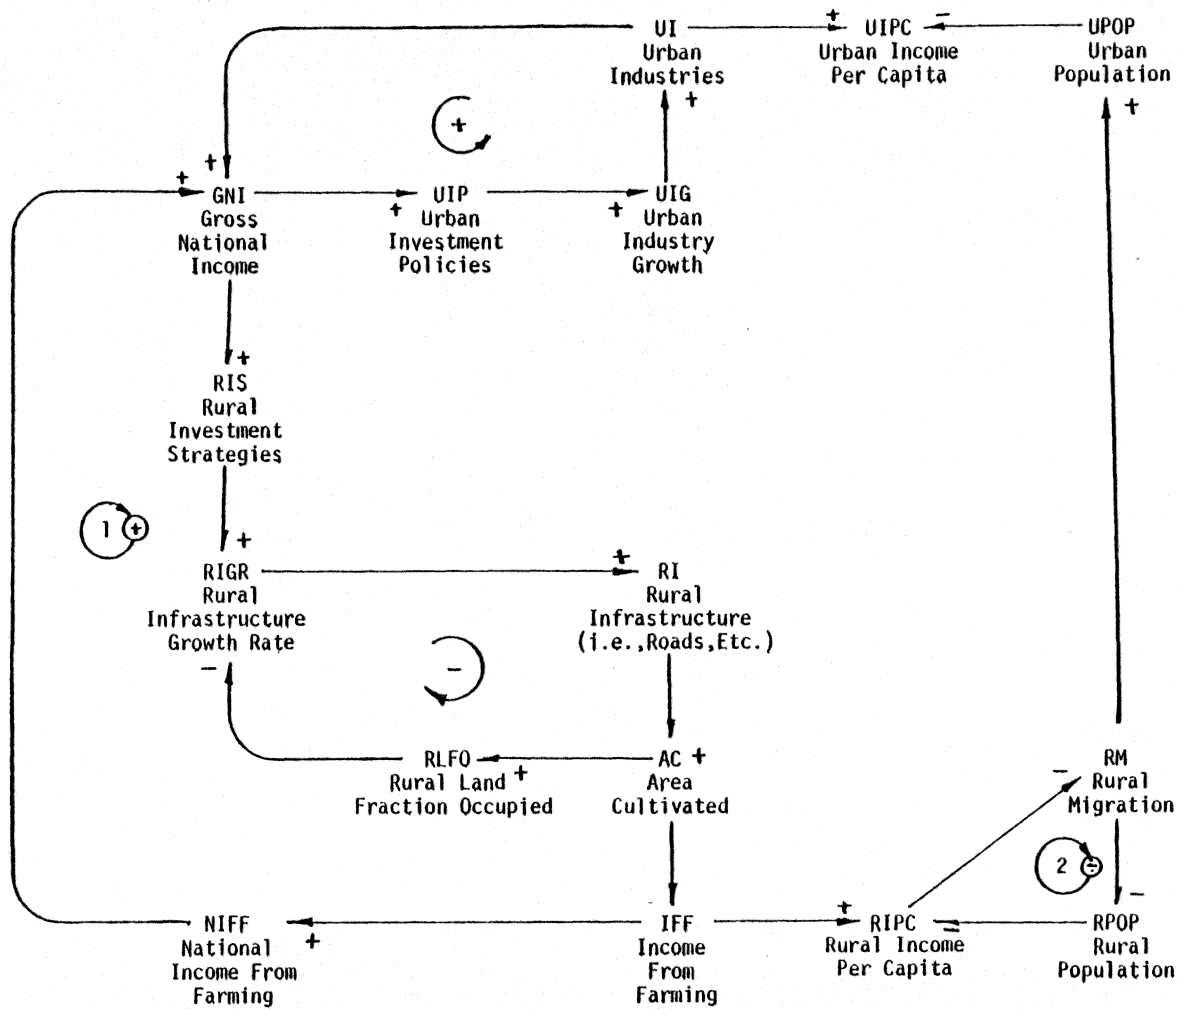 UI + UIPC − UPOP
Urban Urban Income Urban
Industries Per Capita Population
+ +
+
+ +
GNI UIP UIG
+ +
Gross Urban Urban
National Investment Industry
Income Policies Growth
+
RIS
Rural
Investment
Strategies
1 +
+
+
RIGR RI
Rural Rural
Infrastructure Infrastructure
Growth Rate (i.e.,Roads,Etc.)
− −
RLFO AC + RM
+ −
Rural Land Area Rural
Fraction Occupied Cultivated Migration
2
−
+
NIFF IFF RIPC RPOP
+
National Income Rural Income Rural
Income From From Per Capita Population
Farming Farming